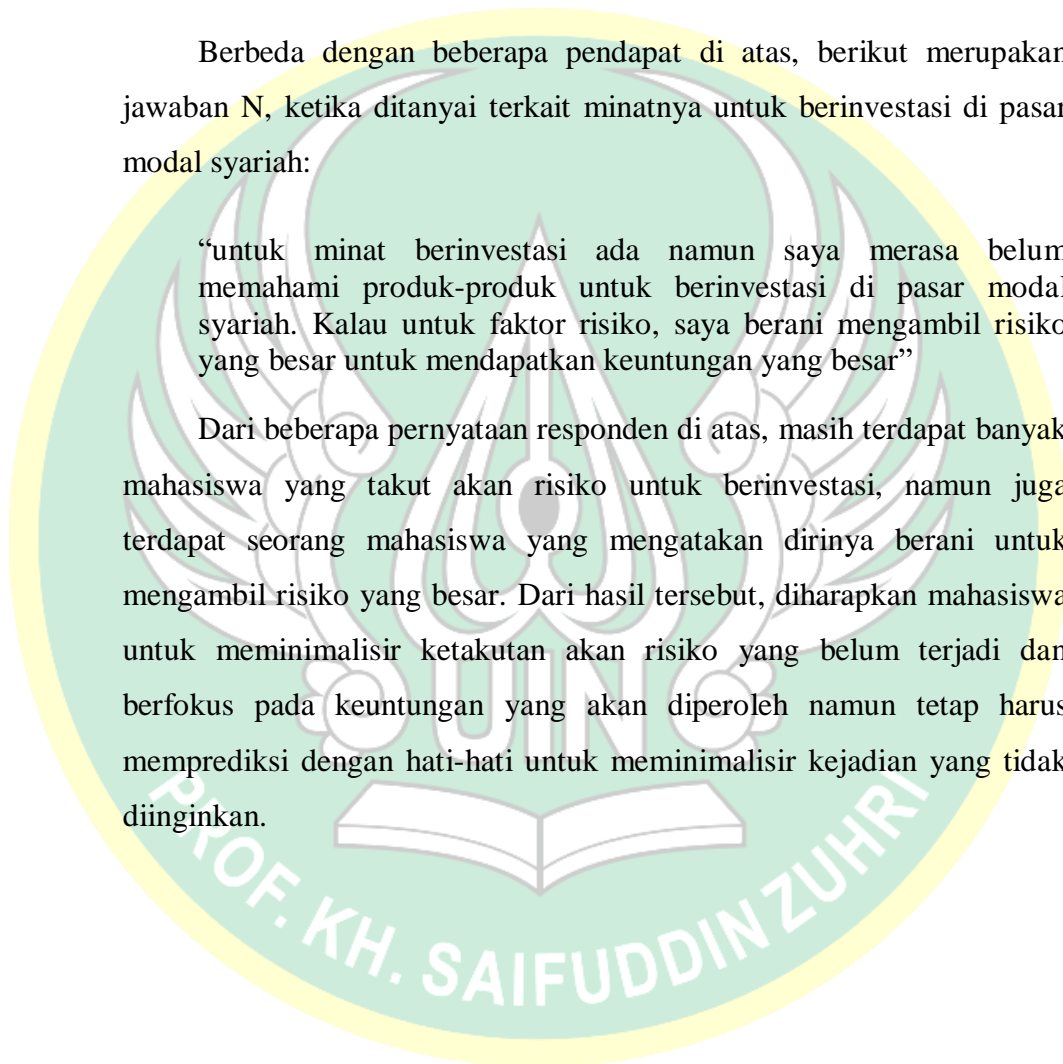 Berbeda dengan beberapa pendapat di atas, berikut merupakan
jawaban N, ketika ditanyai terkait minatnya untuk berinvestasi di pasar
modal syariah:
“untuk minat berinvestasi ada namun saya merasa belum
memahami produk-produk untuk berinvestasi di pasar modal
syariah. Kalau untuk faktor risiko, saya berani mengambil risiko
yang besar untuk mendapatkan keuntungan yang besar”
Dari beberapa pernyataan responden di atas, masih terdapat banyak
mahasiswa yang takut akan risiko untuk berinvestasi, namun juga
terdapat seorang mahasiswa yang mengatakan dirinya berani untuk
mengambil risiko yang besar. Dari hasil tersebut, diharapkan mahasiswa
untuk meminimalisir ketakutan akan risiko yang belum terjadi dan
berfokus pada keuntungan yang akan diperoleh namun tetap harus
memprediksi dengan hati-hati untuk meminimalisir kejadian yang tidak
diinginkan.
UIN
PROF. KH. SAIFUDDIN ZUHRI